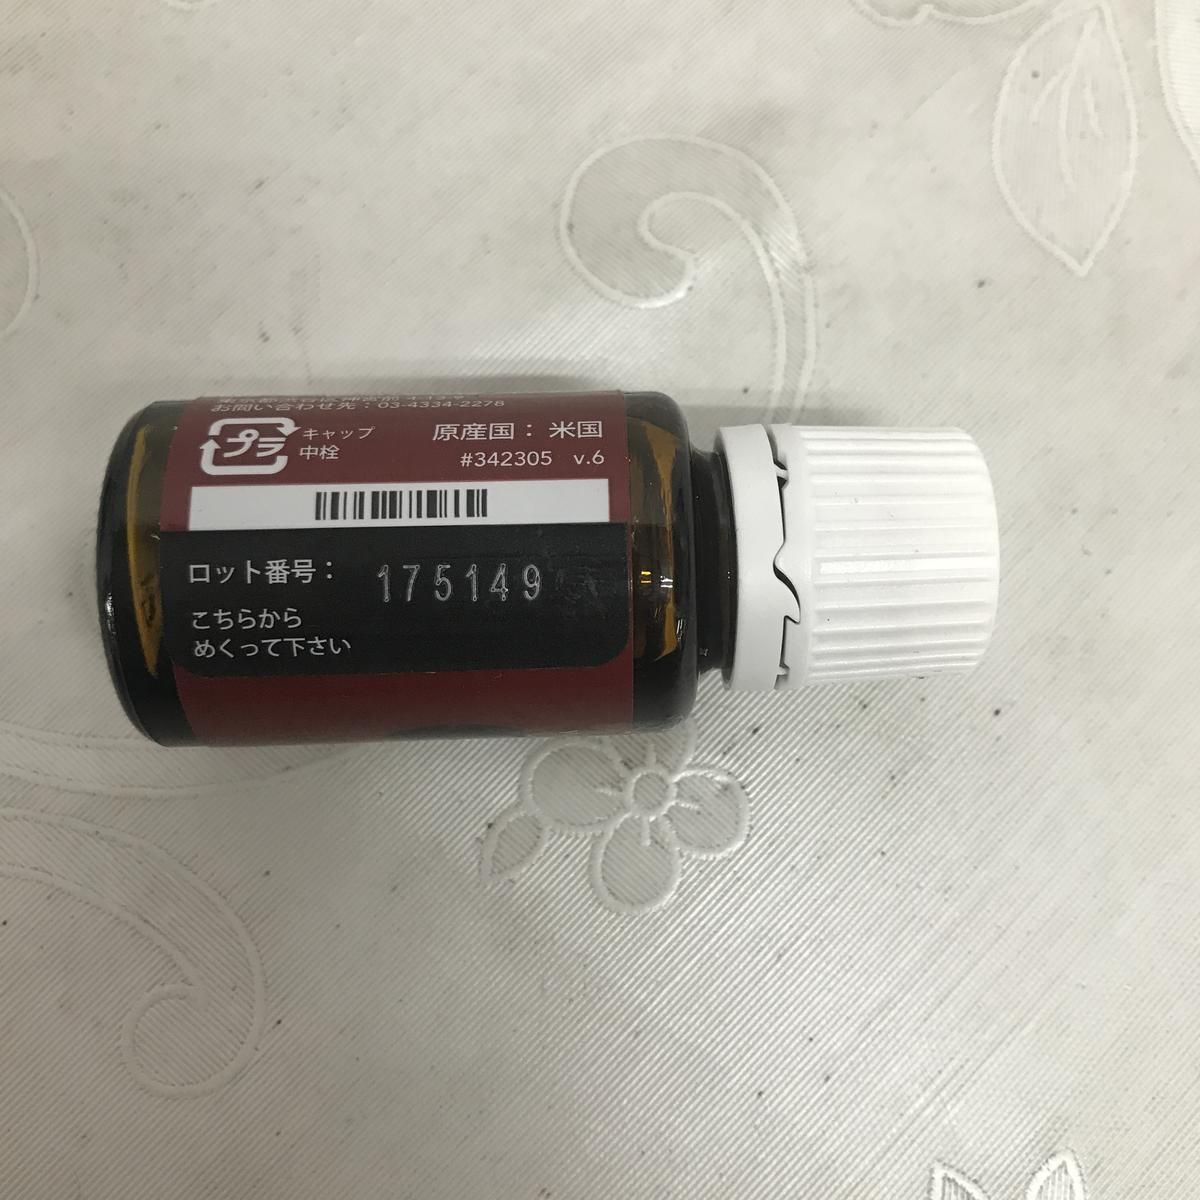 お問い合わせ先：03-4334-2278
プラ
キャップ
中栓
原産国： 米国
#342305 v.6
ロット番号： 175149
こちらから
めくって下さい